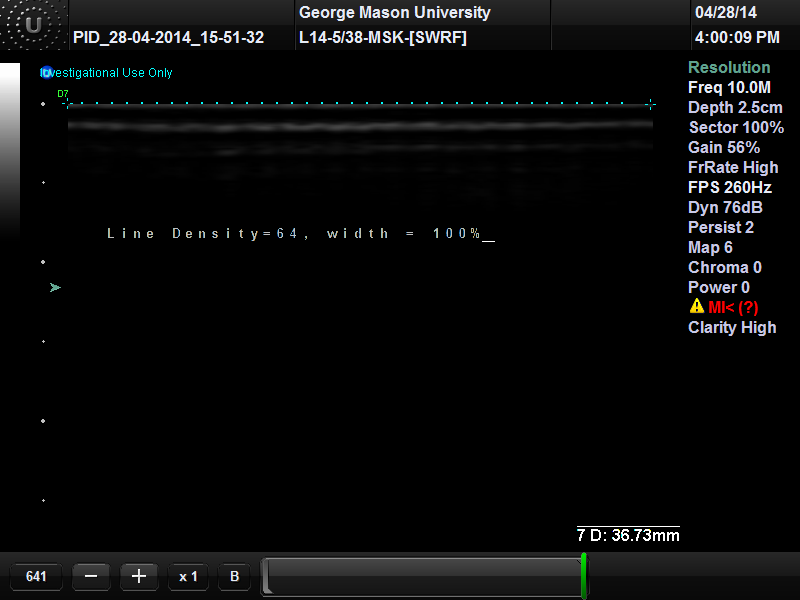 George Mason University
04/28/14
PID_28-04-2014_15-51-32
L14-5/38-MSK-[SWRF]
4:00:09 PM
U
Investigational Use Only
D7
Resolution
Freq 10.0M
Depth 2.5cm
Sector 100%
Gain 56%
FrRate High
FPS 260Hz
Dyn 76dB
Persist 2
Map 6
Chroma 0
Power 0
MI< (?)
Clarity High
Line Density=64, width = 100%_
7 D: 36.73mm
641
x 1
B